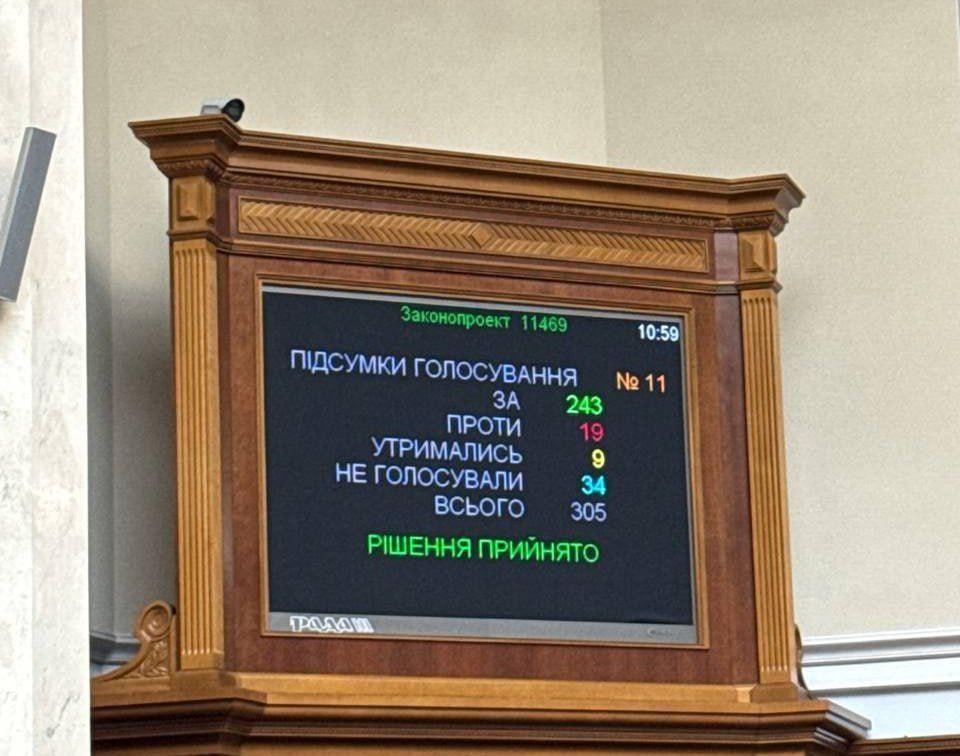 Законопроект 11469
10:59
ПІДСУМКИ ГОЛОСУВАННЯ № 11
ЗА 243
ПРОТИ 19
УТРИМАЛИСЬ 9
НЕ ГОЛОСУВАЛИ 34
ВСЬОГО 305
РІШЕННЯ ПРИЙНЯТО
РАДА